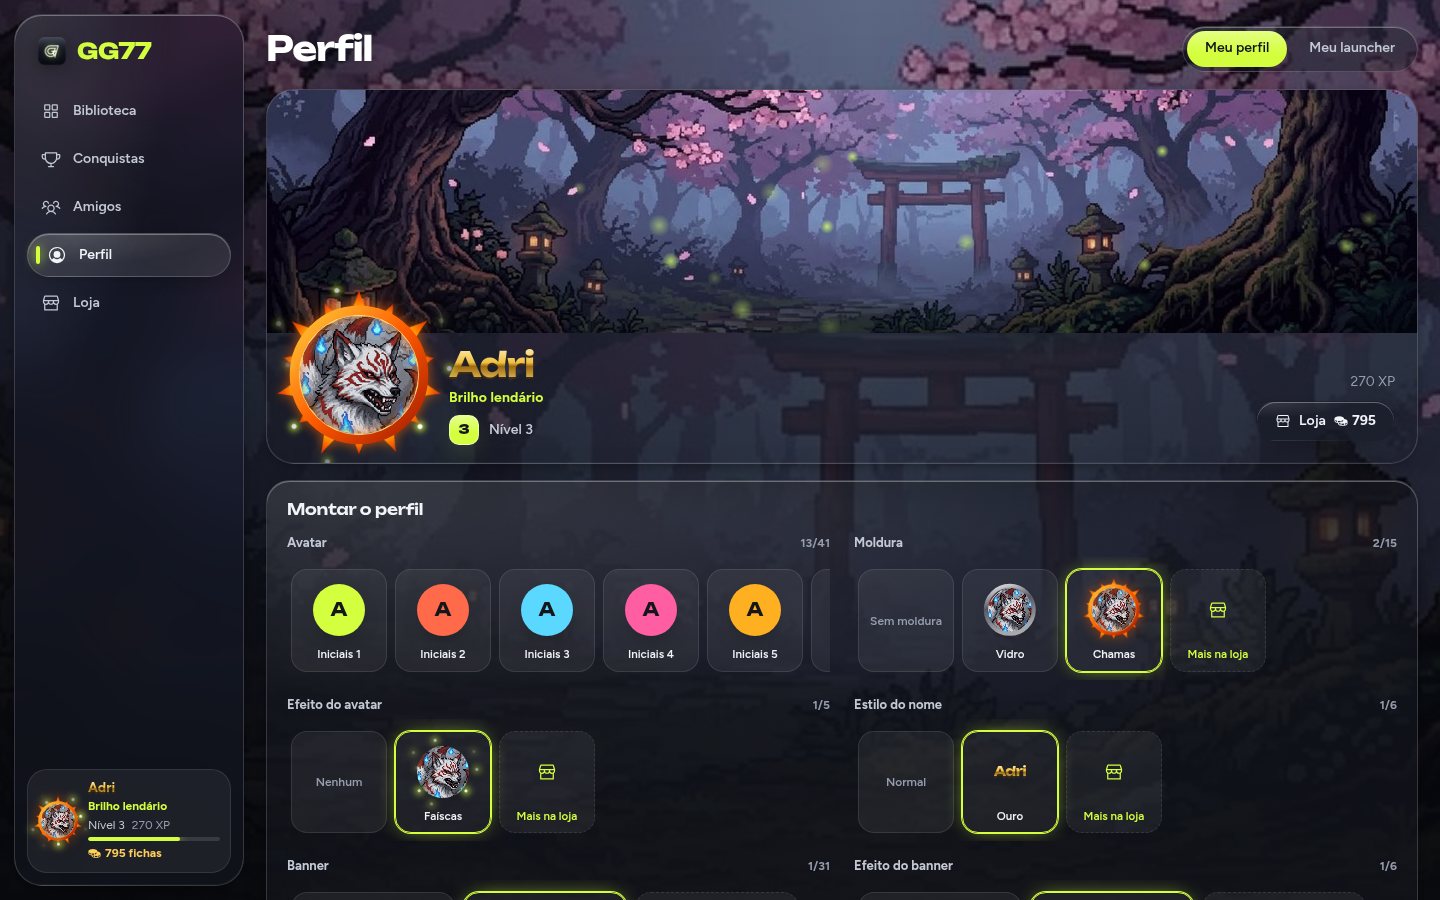 GG77
Biblioteca
Conquistas
Amigos
Perfil
Loja
Adri
Brilho lendário
Nível 3 270 XP
795 fichas
Perfil
Meu perfil
Meu launcher
Adri
Brilho lendário
3 Nível 3
270 XP
Loja 795
Montar o perfil
Avatar 13/41
A
A
A
A
A
Iniciais 1
Iniciais 2
Iniciais 3
Iniciais 4
Iniciais 5
Moldura 2/15
Sem moldura
Vidro
Chamas
Mais na loja
Efeito do avatar 1/5
Nenhum
Faíscas
Mais na loja
Estilo do nome 1/6
Normal
Adri
Ouro
Mais na loja
Banner 1/31
Efeito do banner 1/6